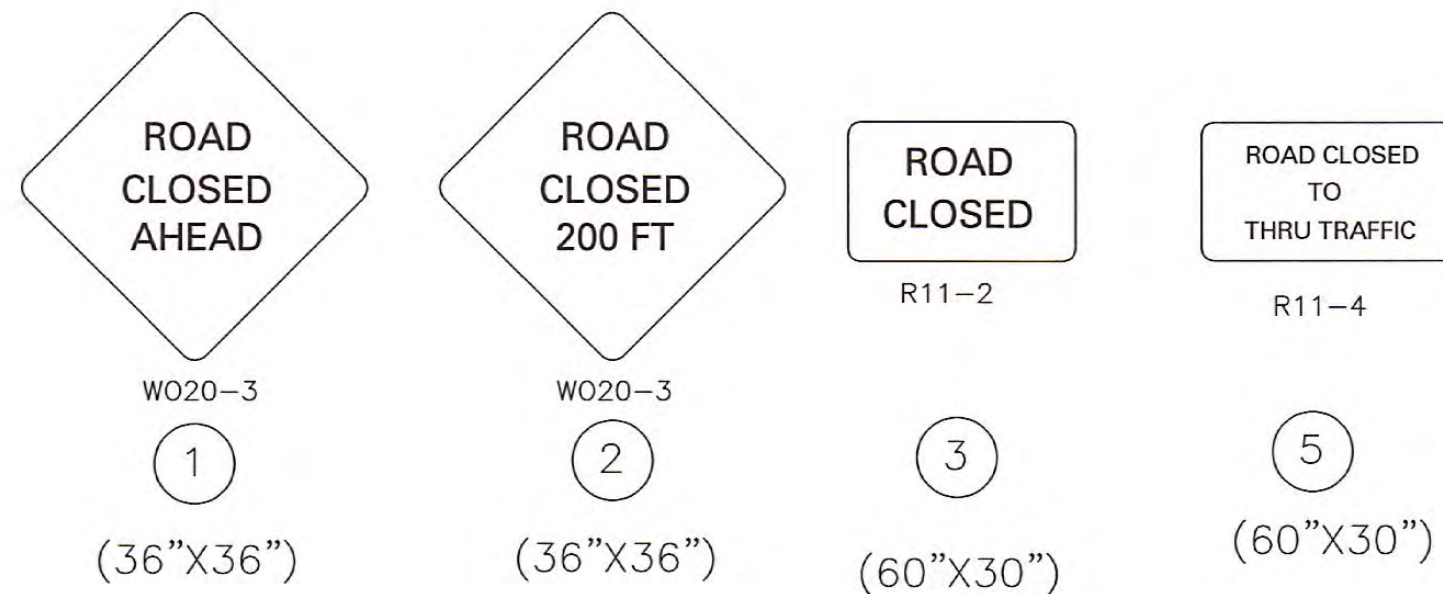 ROAD
CLOSED
AHEAD
WO20-3
1
(36"X36")
ROAD
CLOSED
200 FT
WO20-3
2
(36"X36")
ROAD
CLOSED
R11-2
3
(60"X30")
ROAD CLOSED
TO
THRU TRAFFIC
R11-4
5
(60"X30")